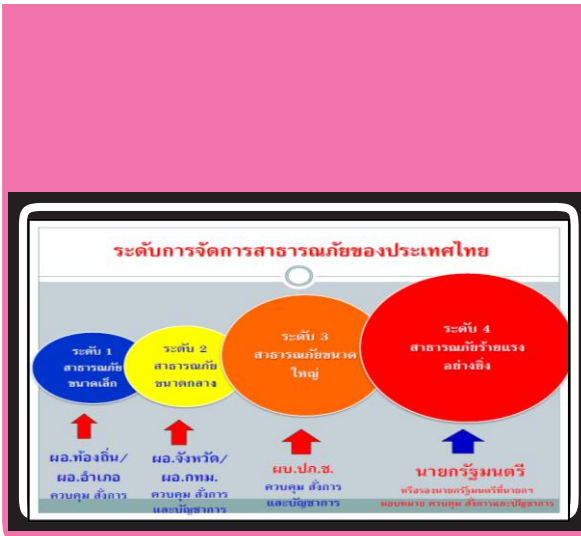 ระดับการจัดการสาธารณภัยของประเทศไทย
ระดับ 1
สาธารณภัย
ขนาดเล็ก
ระดับ 2
สาธารณภัย
ขนาดกลาง
ระดับ 3
สาธารณภัยขนาด
ใหญ่
ระดับ 4
สาธารณภัยร้ายแรง
อย่างยิ่ง
ผอ.ท้องถิ่น/
ผอ.อำเภอ
ควบคุม สั่งการ
ผอ.จังหวัด/
ผอ.กทม.
ควบคุม สั่งการ
และบัญชาการ
ผบ.ปภ.ช.
ควบคุม สั่งการ
และบัญชาการ
นายกรัฐมนตรี
หรือรองนายกรัฐมนตรีที่นายกฯ
มอบหมาย ควบคุม สั่งการและบัญชาการ